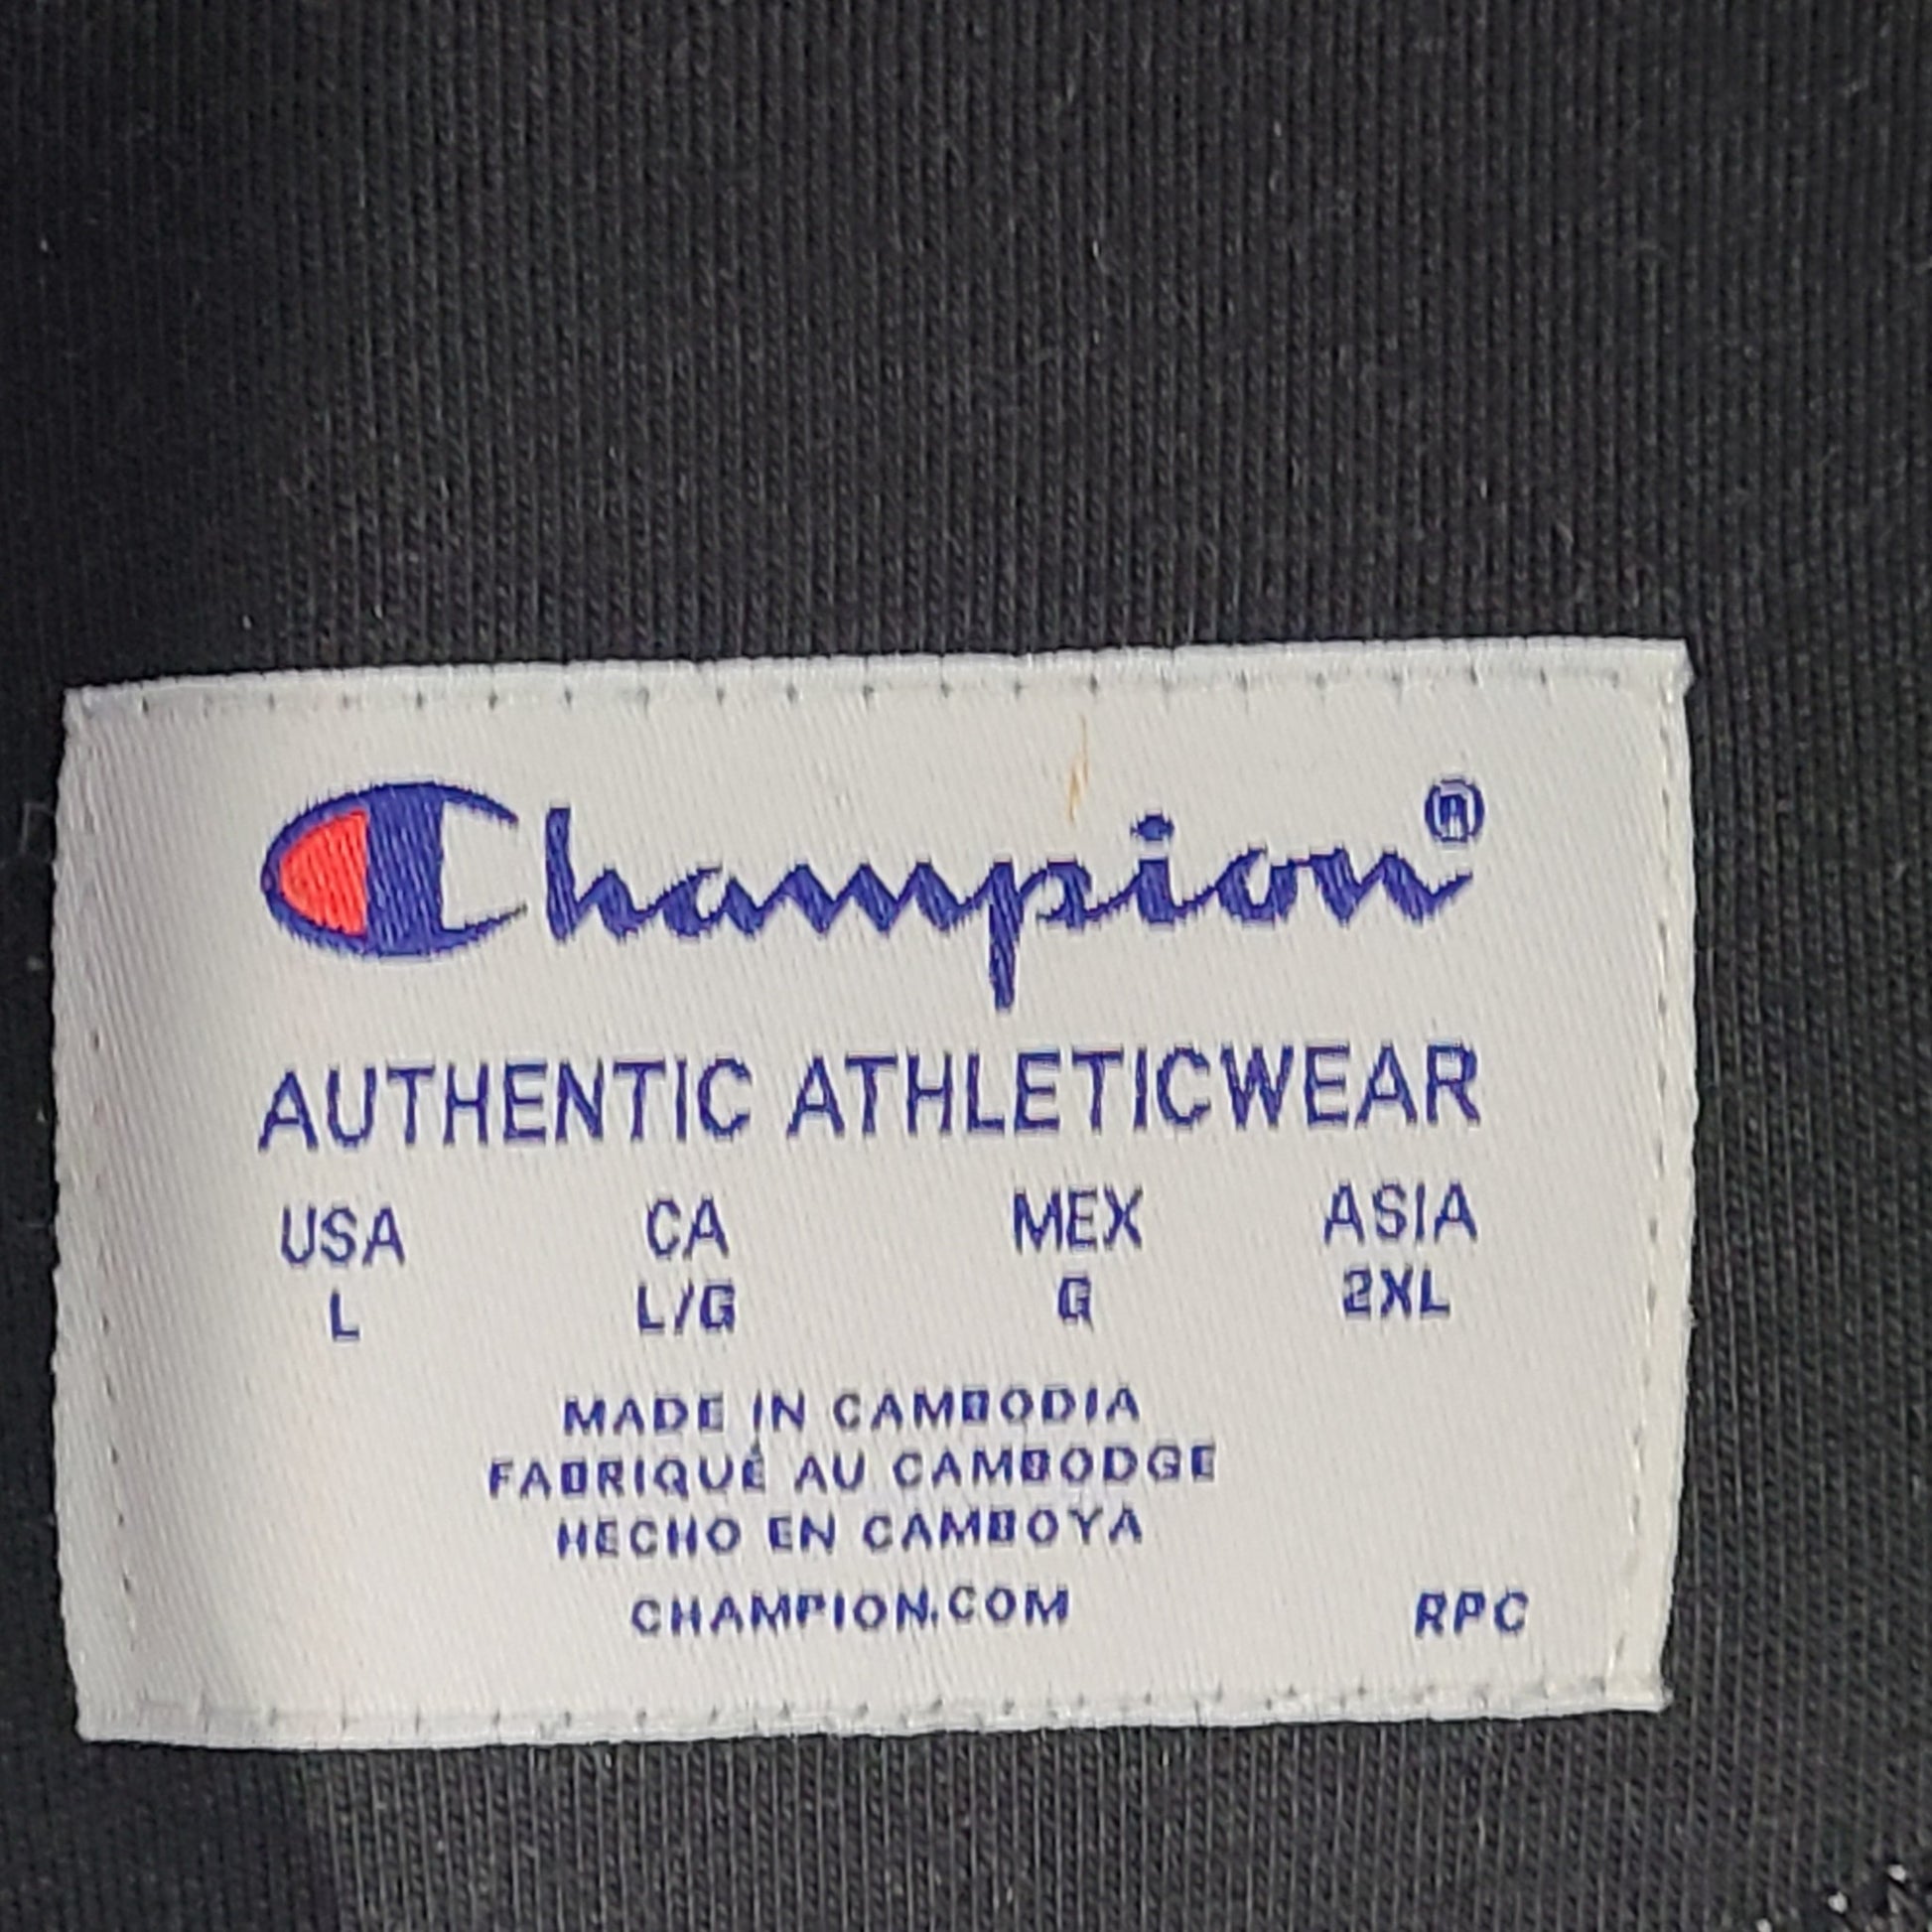 Champion®
AUTHENTIC ATHLETICWEAR
USA CA MEX ASIA
L L/G G 2XL
MADE IN CAMBODIA
FABRIQUÉ AU CAMBODGE
HECHO EN CAMBOYA
CHAMPION.COM RPC